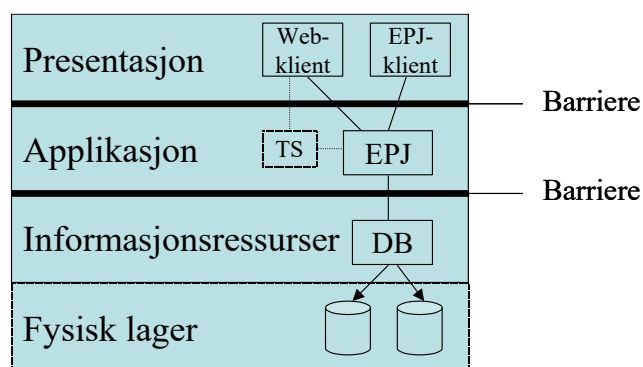 Web-
klient
EPJ-
klient
Presentasjon
Barriere
Applikasjon
TS
EPJ
Barriere
Informasjonsressurser
DB
Fysisk lager